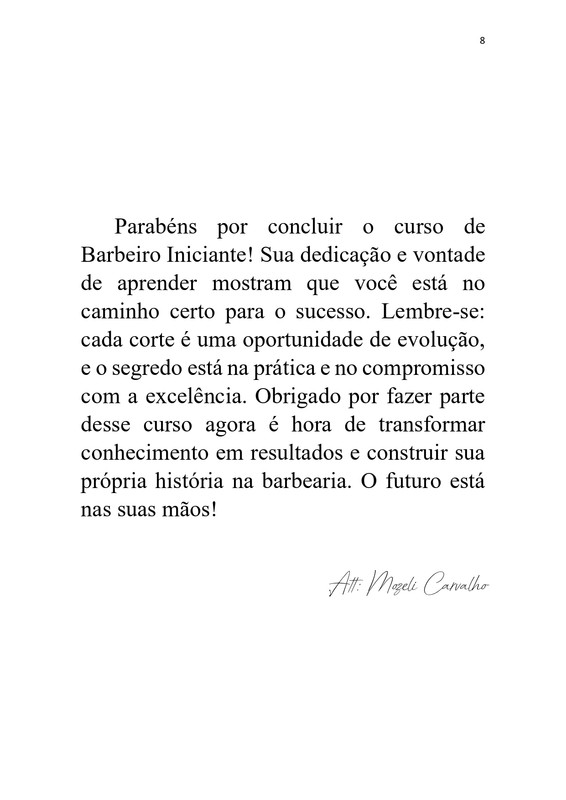 8
Parabéns por concluir o curso de
Barbeiro Iniciante! Sua dedicação e vontade
de aprender mostram que você está no
caminho certo para o sucesso. Lembre-se:
cada corte é uma oportunidade de evolução,
e o segredo está na prática e no compromisso
com a excelência. Obrigado por fazer parte
desse curso agora é hora de transformar
conhecimento em resultados e construir sua
própria história na barbearia. O futuro está
nas suas mãos!
Att: Mozeli Carvalho